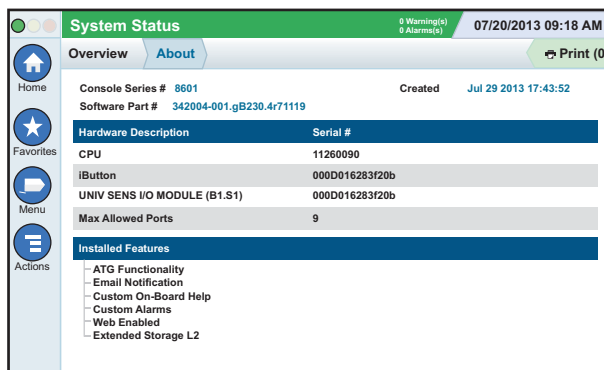 System Status
0 Warning(s)
0 Alarms(s)
07/20/2013 09:18 AM
Overview About Print (0
Home
Favorites
Menu
Actions
Console Series # 8601 Created Jul 29 2013 17:43:52
Software Part # 342004-001.gB230.4r71119
Hardware Description Serial #
CPU 11260090
iButton 000D016283f20b
UNIV SENS I/O MODULE (B1.S1) 000D016283f20b
Max Allowed Ports 9
Installed Features
ATG Functionality
Email Notification
Custom On-Board Help
Custom Alarms
Web Enabled
Extended Storage L2